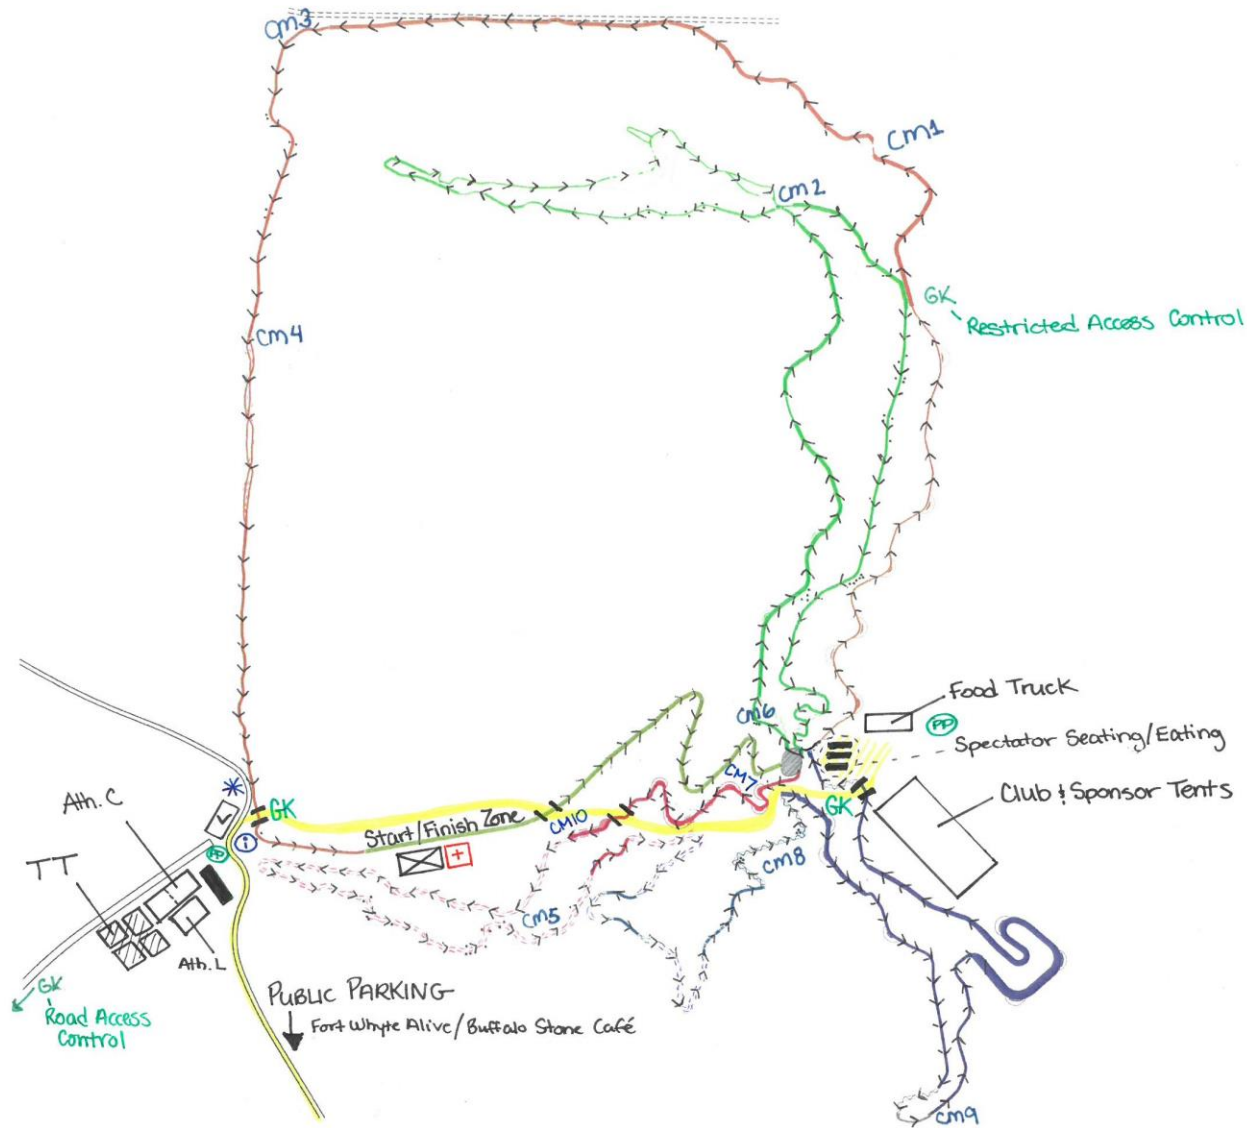 cm3
cm1
cm2
GK
Restricted Access Control
cm4
Food Truck
PP
cm6
Spectator Seating/Eating
cm7
Ath. C
GK
GK
Club & Sponsor Tents
Start/Finish Zone
cm10
TT
i
PP
cm8
cm5
Ath. L
GK
Road Access
Control
PUBLIC PARKING
Fort Whyte Alive/Buffalo Stone Café
cm9